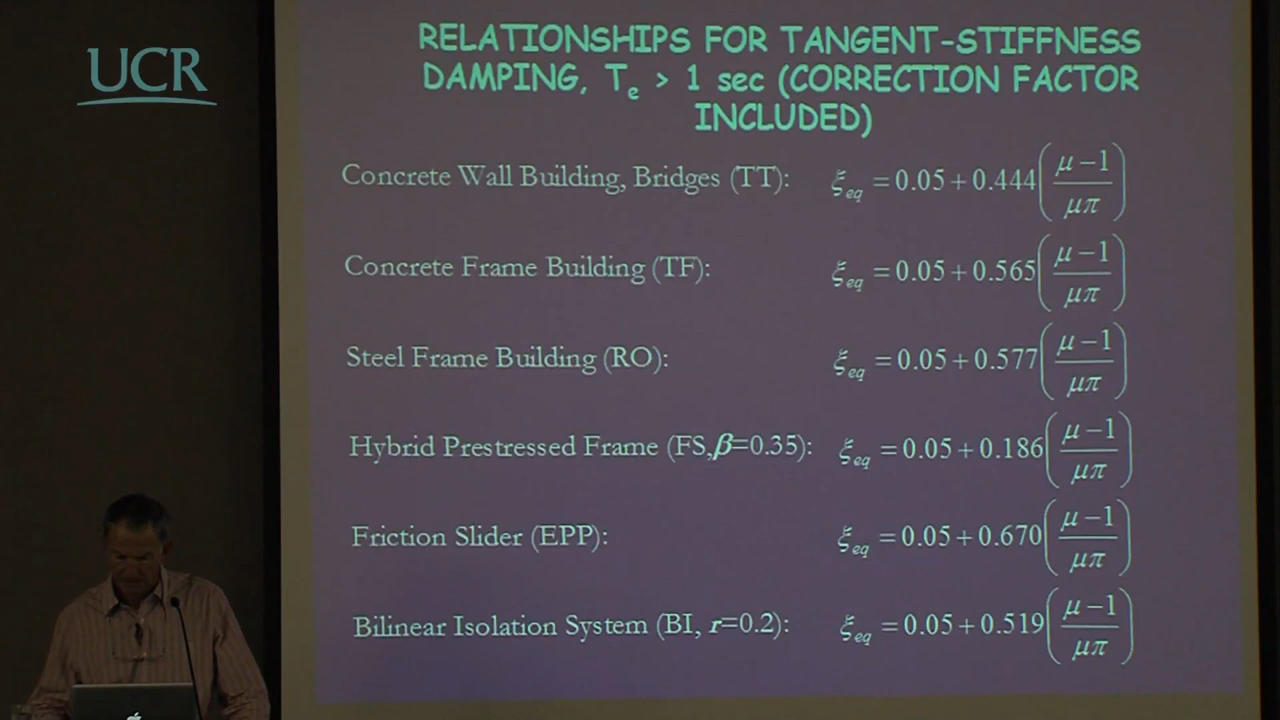 UCR
RELATIONSHIPS FOR TANGENT-STIFFNESS
DAMPING, Te > 1 sec (CORRECTION FACTOR
INCLUDED)
Concrete Wall Building, Bridges (TT): ξeq = 0.05 + 0.444((μ − 1)/(μπ))
Concrete Frame Building (TF): ξeq = 0.05 + 0.565((μ − 1)/(μπ))
Steel Frame Building (RO): ξeq = 0.05 + 0.577((μ − 1)/(μπ))
Hybrid Prestressed Frame (FS,β=0.35): ξeq = 0.05 + 0.186((μ − 1)/(μπ))
Friction Slider (EPP): ξeq = 0.05 + 0.670((μ − 1)/(μπ))
Bilinear Isolation System (BI, r=0.2): ξeq = 0.05 + 0.519((μ − 1)/(μπ))